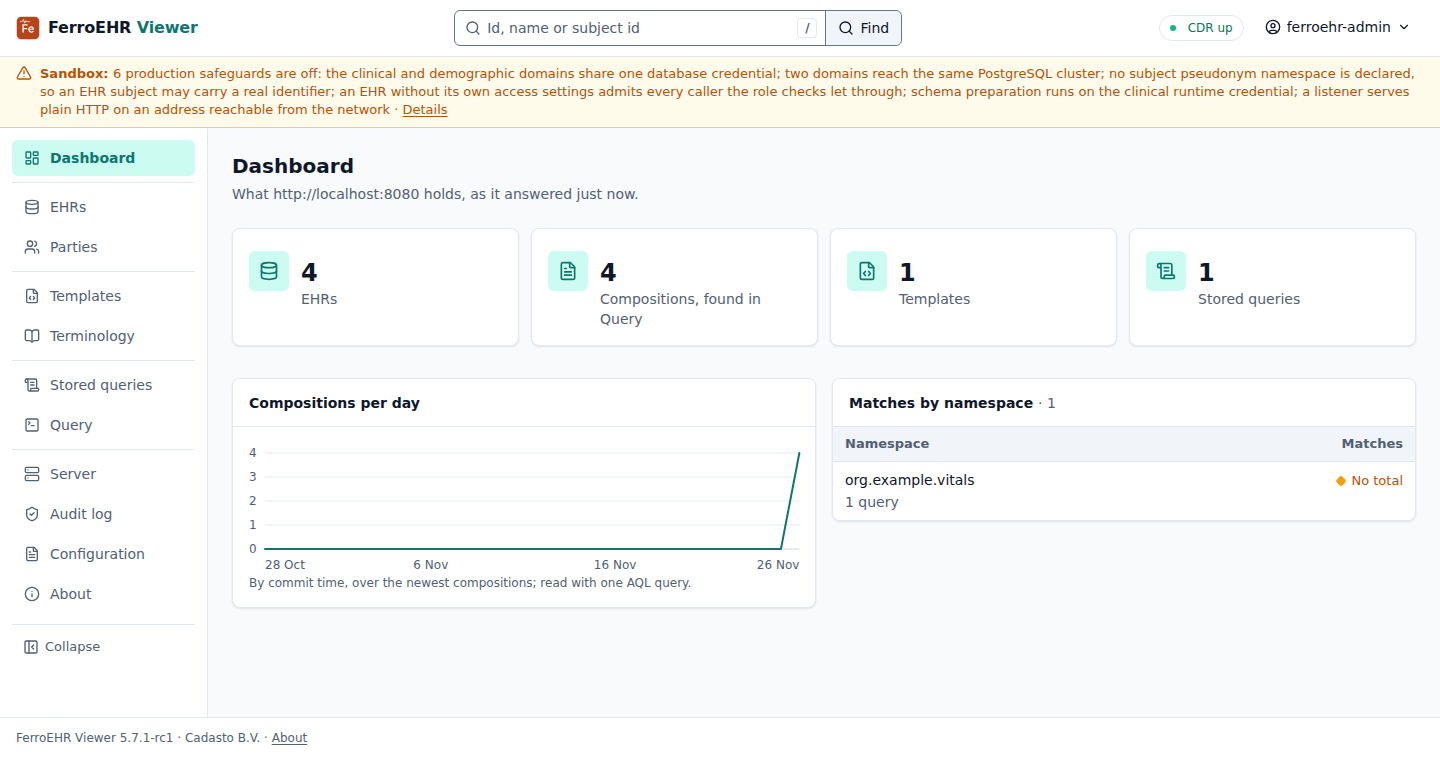 Fe FerroEHR Viewer
Id, name or subject id / Find
CDR up ferroehr-admin
Sandbox: 6 production safeguards are off: the clinical and demographic domains share one database credential; two domains reach the same PostgreSQL cluster; no subject pseudonym namespace is declared,
so an EHR subject may carry a real identifier; an EHR without its own access settings admits every caller the role checks let through; schema preparation runs on the clinical runtime credential; a listener serves
plain HTTP on an address reachable from the network · Details
Dashboard
EHRs
Parties
Templates
Terminology
Stored queries
Query
Server
Audit log
Configuration
About
Collapse
Dashboard
What http://localhost:8080 holds, as it answered just now.
4
EHRs
4
Compositions, found in
Query
1
Templates
1
Stored queries
Compositions per day
4
3
2
1
0
28 Oct 6 Nov 16 Nov 26 Nov
By commit time, over the newest compositions; read with one AQL query.
Matches by namespace · 1
Namespace Matches
org.example.vitals No total
1 query
FerroEHR Viewer 5.7.1-rc1 · Cadasto B.V. · About